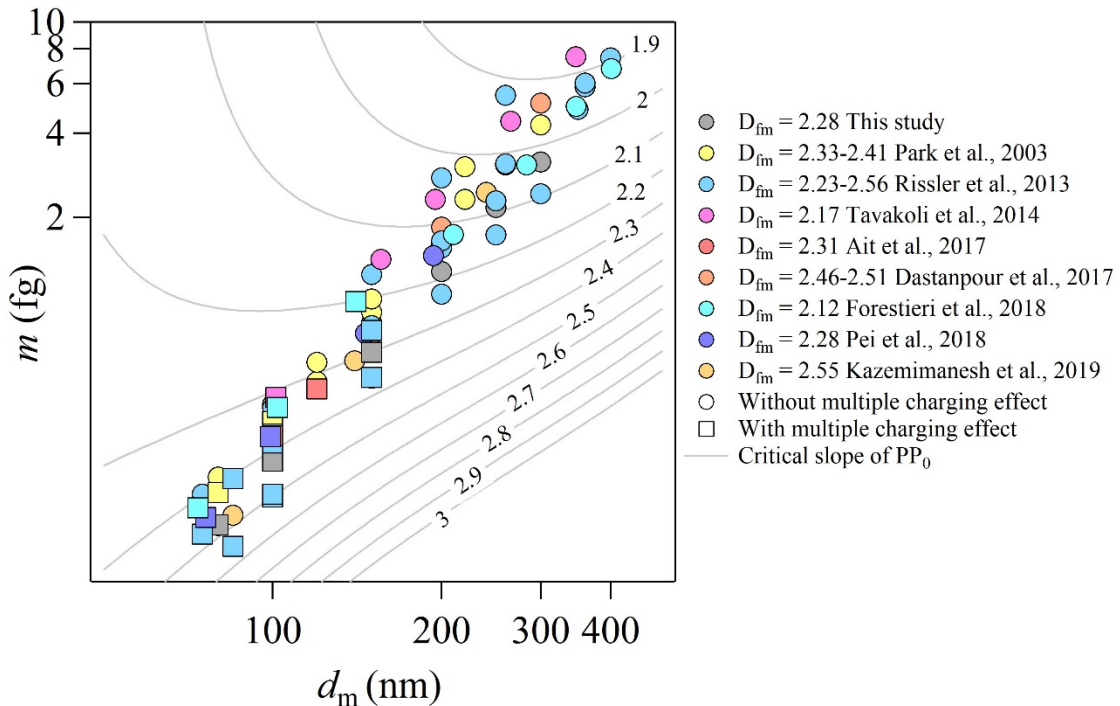 10
8
6
4
2
m (fg)
100
200
300
400
dm (nm)
1.9
2
2.1
2.2
2.3
2.4
2.5
2.6
2.7
2.8
2.9
3
Dfm = 2.28 This study
Dfm = 2.33-2.41 Park et al., 2003
Dfm = 2.23-2.56 Rissler et al., 2013
Dfm = 2.17 Tavakoli et al., 2014
Dfm = 2.31 Ait et al., 2017
Dfm = 2.46-2.51 Dastanpour et al., 2017
Dfm = 2.12 Forestieri et al., 2018
Dfm = 2.28 Pei et al., 2018
Dfm = 2.55 Kazemimanesh et al., 2019
Without multiple charging effect
With multiple charging effect
Critical slope of PP0